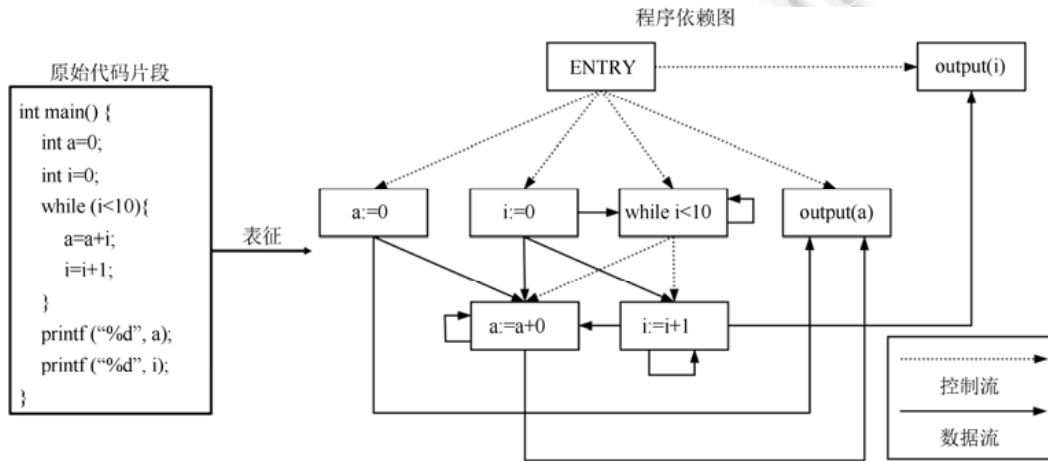 程序依赖图
原始代码片段
int main() {
int a=0;
int i=0;
while (i<10){
a=a+i;
i=i+1;
}
printf (“%d”, a);
printf (“%d”, i);
}
表征
ENTRY
output(i)
a:=0
i:=0
while i<10
output(a)
a:=a+0
i:=i+1
控制流
数据流